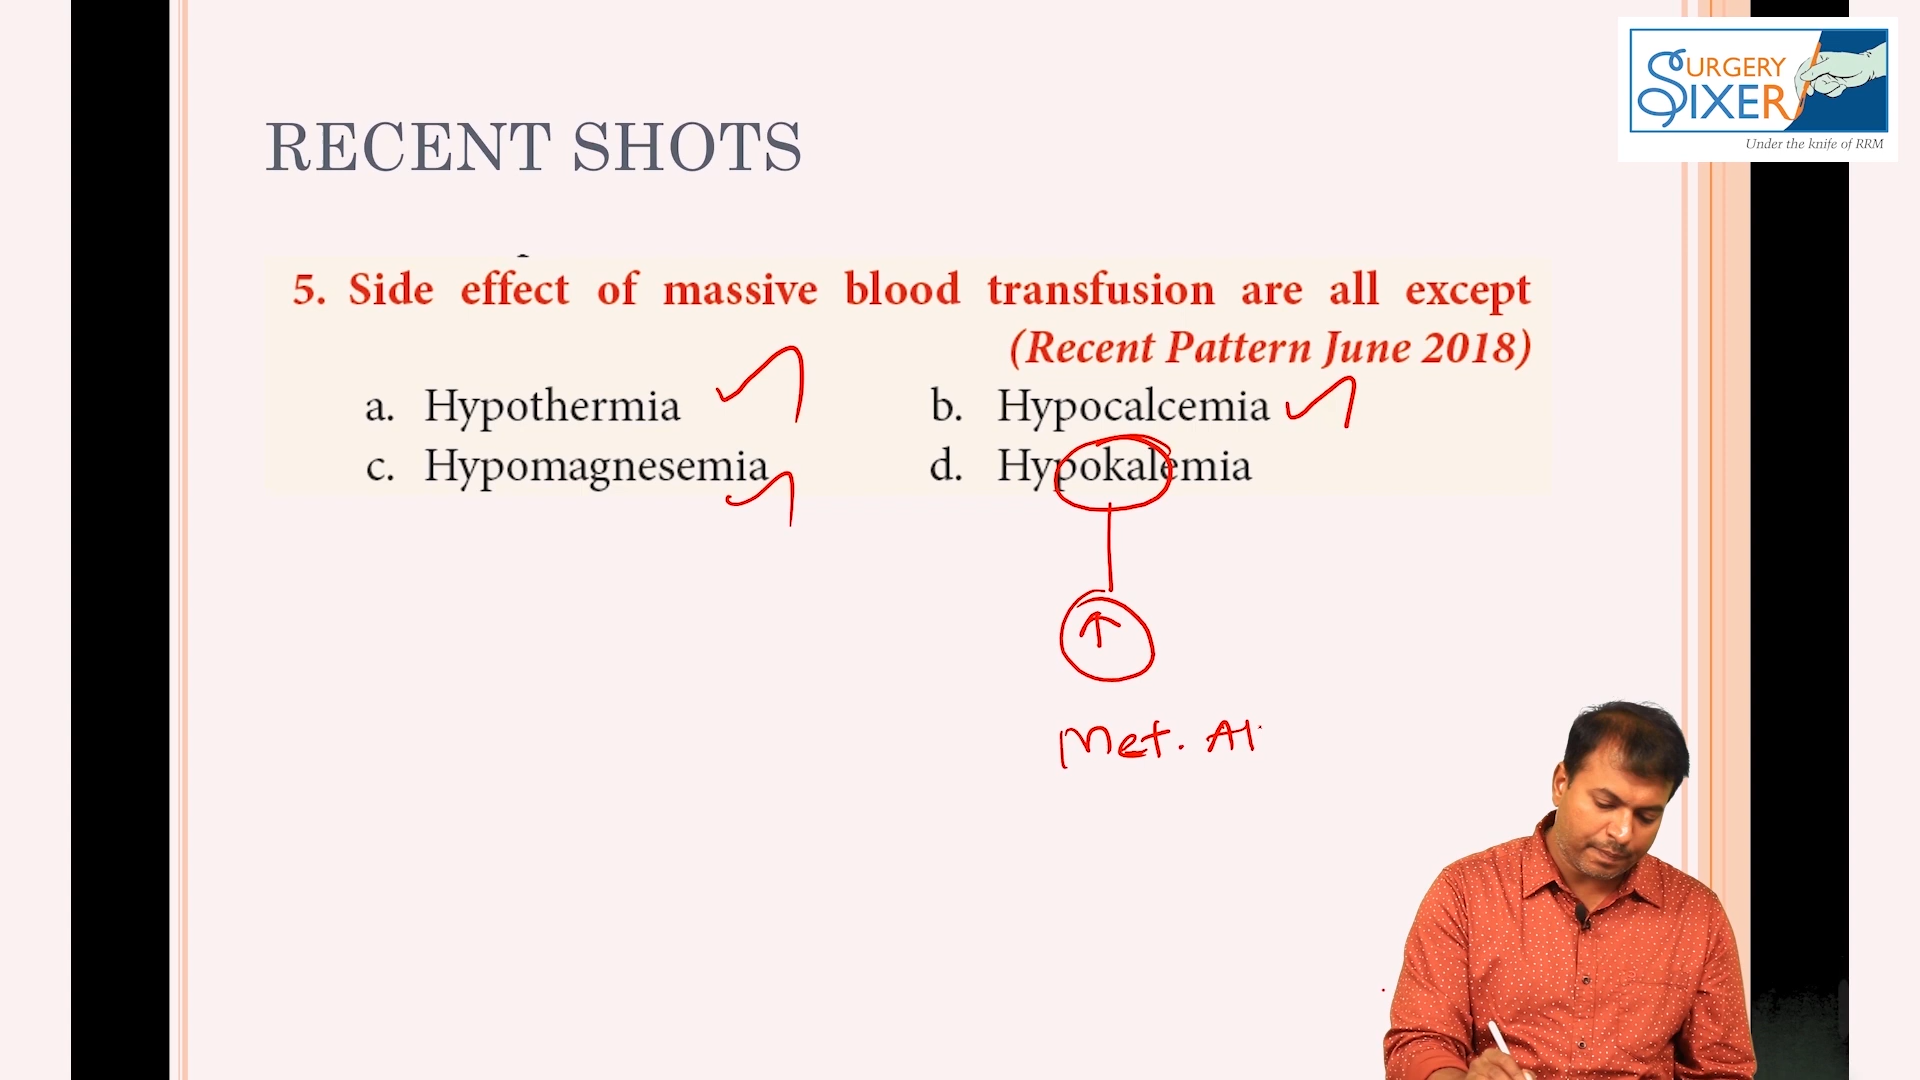 SURGERY
SIXER
Under the knife of RRM
RECENT SHOTS
5. Side effect of massive blood transfusion are all except
(Recent Pattern June 2018)
a. Hypothermia b. Hypocalcemia
c. Hypomagnesemia d. Hypokalemia
↑
Met. Al